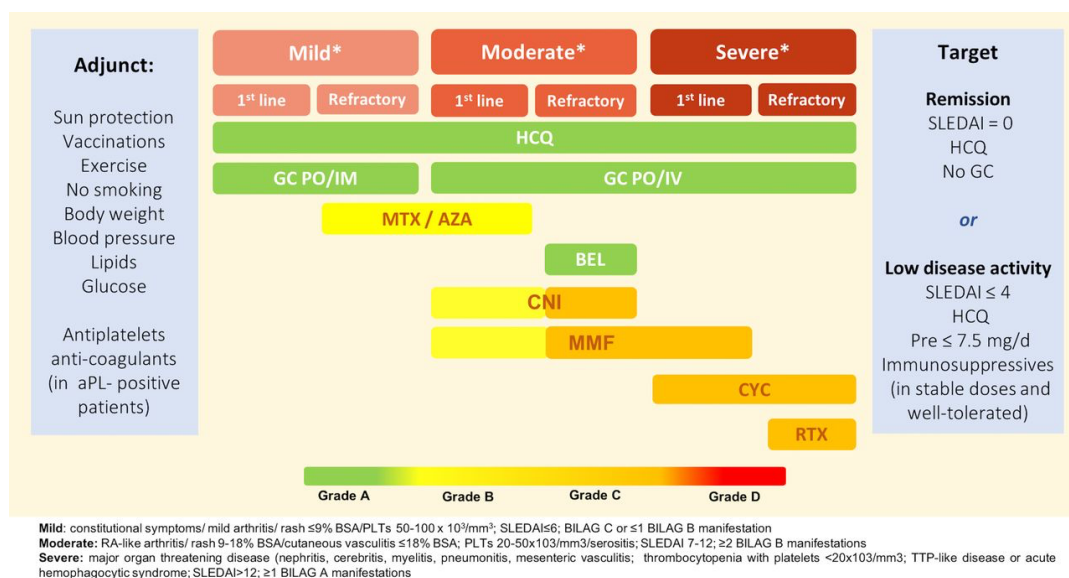 Adjunct:
Sun protection
Vaccinations
Exercise
No smoking
Body weight
Blood pressure
Lipids
Glucose
Antiplatelets
anti-coagulants
(in aPL- positive
patients)
Mild* Moderate* Severe*
1st line Refractory 1st line Refractory 1st line Refractory
HCQ
GC PO/IM GC PO/IV
MTX / AZA
BEL
CNI
MMF
CYC
RTX
Grade A Grade B Grade C Grade D
Target
Remission
SLEDAI = 0
HCQ
No GC
or
Low disease activity
SLEDAI ≤ 4
HCQ
Pre ≤ 7.5 mg/d
Immunosuppressives
(in stable doses and
well-tolerated)
Mild: constitutional symptoms/ mild arthritis/ rash ≤9% BSA/PLTs 50-100 x 10³/mm³; SLEDAI≤6; BILAG C or ≤1 BILAG B manifestation
Moderate: RA-like arthritis/ rash 9-18% BSA/cutaneous vasculitis ≤18% BSA; PLTs 20-50x103/mm3/serositis; SLEDAI 7-12; ≥2 BILAG B manifestations
Severe: major organ threatening disease (nephritis, cerebritis, myelitis, pneumonitis, mesenteric vasculitis; thrombocytopenia with platelets <20x103/mm3; TTP-like disease or acute
hemophagocytic syndrome; SLEDAI>12; ≥1 BILAG A manifestations